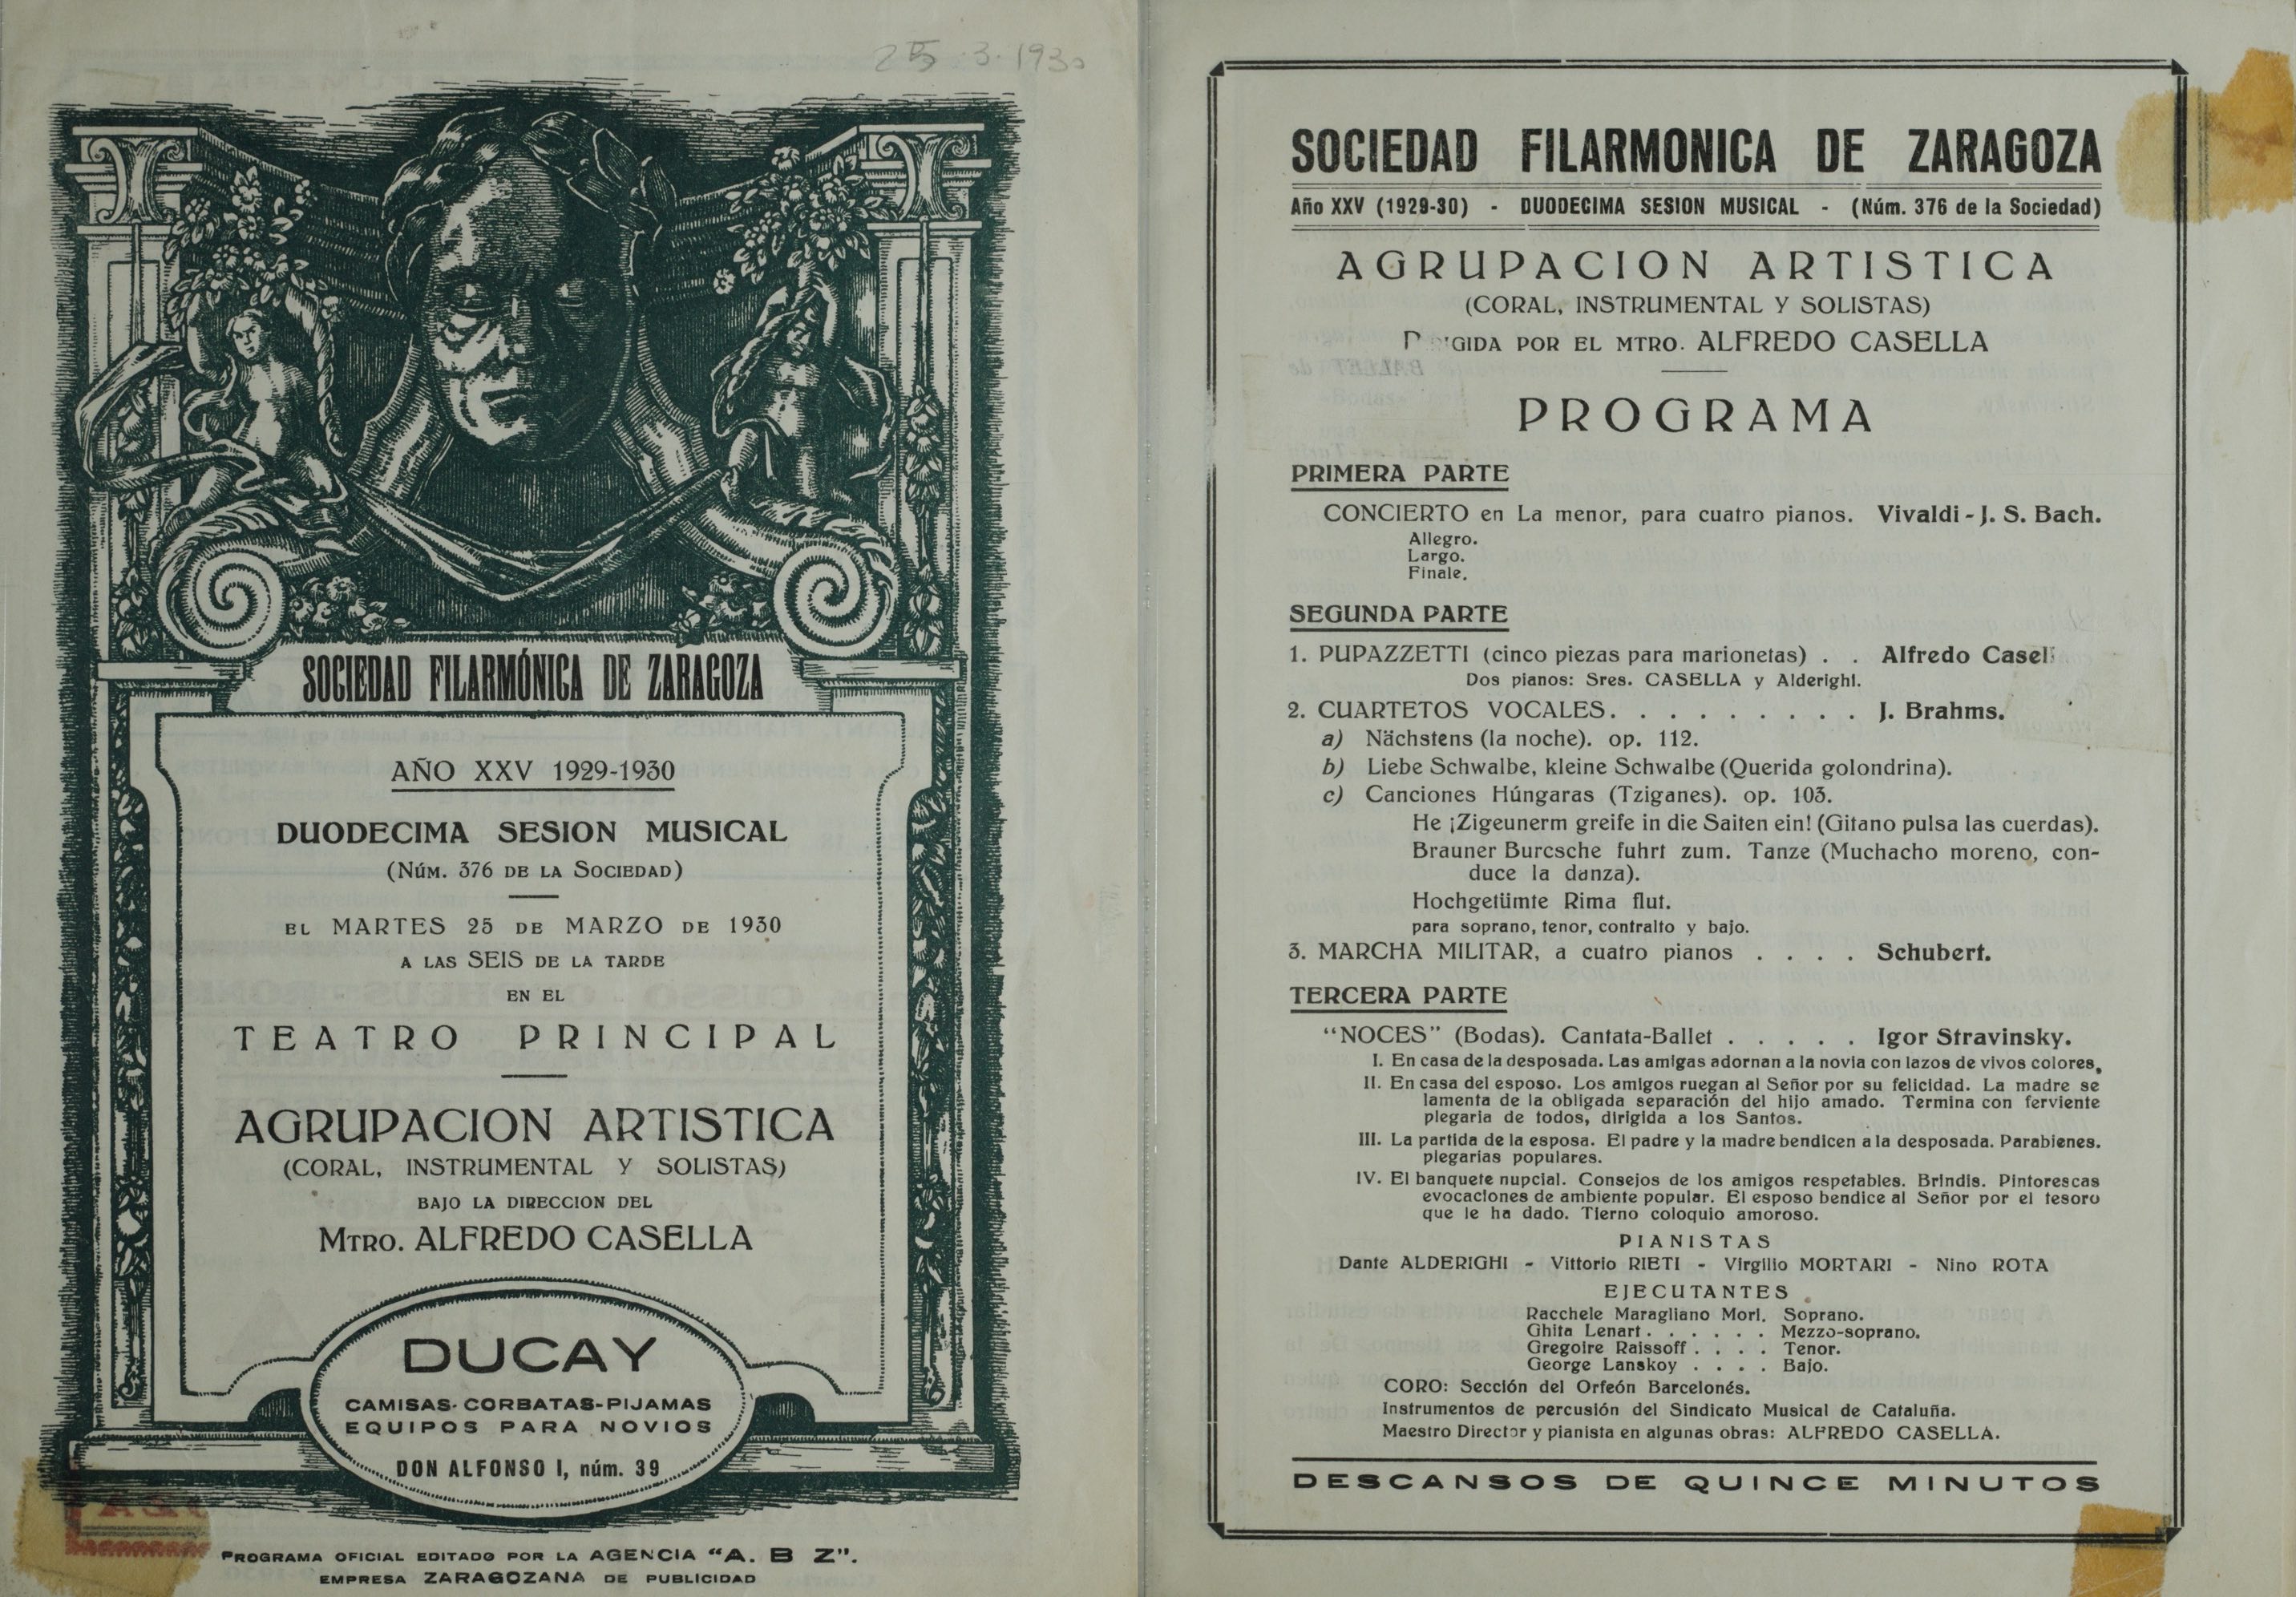 25.3.1930
SOCIEDAD FILARMÓNICA DE ZARAGOZA
AÑO XXV 1929-1930
DUODECIMA SESION MUSICAL
(NÚM. 376 DE LA SOCIEDAD)
EL MARTES 25 DE MARZO DE 1930
A LAS SEIS DE LA TARDE
EN EL
TEATRO PRINCIPAL
AGRUPACION ARTISTICA
(CORAL, INSTRUMENTAL Y SOLISTAS)
BAJO LA DIRECCION DEL
MTRO. ALFREDO CASELLA
DUCAY
CAMISAS-CORBATAS-PIJAMAS
EQUIPOS PARA NOVIOS
DON ALFONSO I, núm. 39
PROGRAMA OFICIAL EDITADO POR LA AGENCIA "A. B Z".
EMPRESA ZARAGOZANA DE PUBLICIDAD
SOCIEDAD FILARMONICA DE ZARAGOZA
Año XXV (1929-30) - DUODECIMA SESION MUSICAL - (Núm. 376 de la Sociedad)
AGRUPACION ARTISTICA
(CORAL, INSTRUMENTAL Y SOLISTAS)
POR EL MTRO. ALFREDO CASELLA
PROGRAMA
PRIMERA PARTE
CONCIERTO en La menor, para cuatro pianos. Vivaldi - J. S. Bach.
Allegro.
Largo.
Finale.
SEGUNDA PARTE
1. PUPAZZETTI (cinco piezas para marionetas) . . Alfredo Casel
Dos pianos: Sres. CASELLA y Alderighi.
2. CUARTETOS VOCALES. . . . . . . . . . J. Brahms.
a) Nächstens (la noche). op. 112.
b) Liebe Schwalbe, kleine Schwalbe (Querida golondrina).
c) Canciones Húngaras (Tziganes). op. 103.
He ¡Zigeunerm greife in die Saiten ein! (Gitano pulsa las cuerdas).
Brauner Burcsche fuhrt zum. Tanze (Muchacho moreno, con-
duce la danza).
Hochgetümte Rima flut.
para soprano, tenor, contralto y bajo.
3. MARCHA MILITAR, a cuatro pianos . . . . Schubert.
TERCERA PARTE
"NOCES" (Bodas). Cantata-Ballet . . . . . Igor Stravinsky.
I. En casa de la desposada. Las amigas adornan a la novia con lazos de vivos colores.
II. En casa del esposo. Los amigos ruegan al Señor por su felicidad. La madre se
lamenta de la obligada separación del hijo amado. Termina con ferviente
plegaria de todos, dirigida a los Santos.
III. La partida de la esposa. El padre y la madre bendicen a la desposada. Parabienes.
plegarias populares.
IV. El banquete nupcial. Consejos de los amigos respetables. Brindis. Pintorescas
evocaciones de ambiente popular. El esposo bendice al Señor por el tesoro
que le ha dado. Tierno coloquio amoroso.
PIANISTAS
Dante ALDERIGHI - Vittorio RIETI - Virgilio MORTARI - Nino ROTA
EJECUTANTES
Racchele Maragliano Mori. Soprano.
Ghita Lenart . . . . . . Mezzo-soprano.
Gregoire Raissoff . . . . Tenor.
George Lanskoy . . . . Bajo.
CORO: Sección del Orfeón Barcelonés.
Instrumentos de percusión del Sindicato Musical de Cataluña.
Maestro Director y pianista en algunas obras: ALFREDO CASELLA.
DESCANSOS DE QUINCE MINUTOS